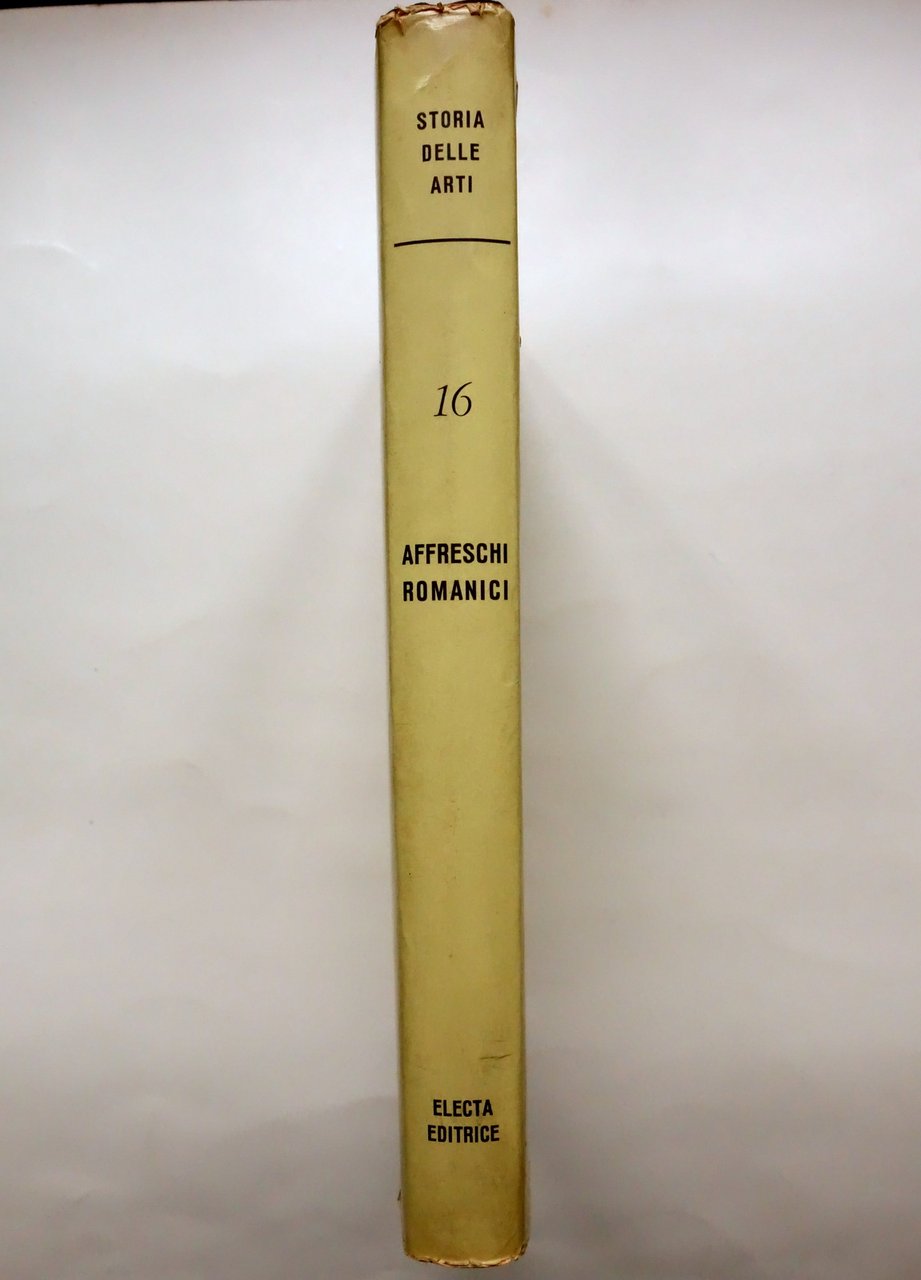 STORIA
DELLE
ARTI
16
AFFRESCHI
ROMANICI
ELECTA
EDITRICE